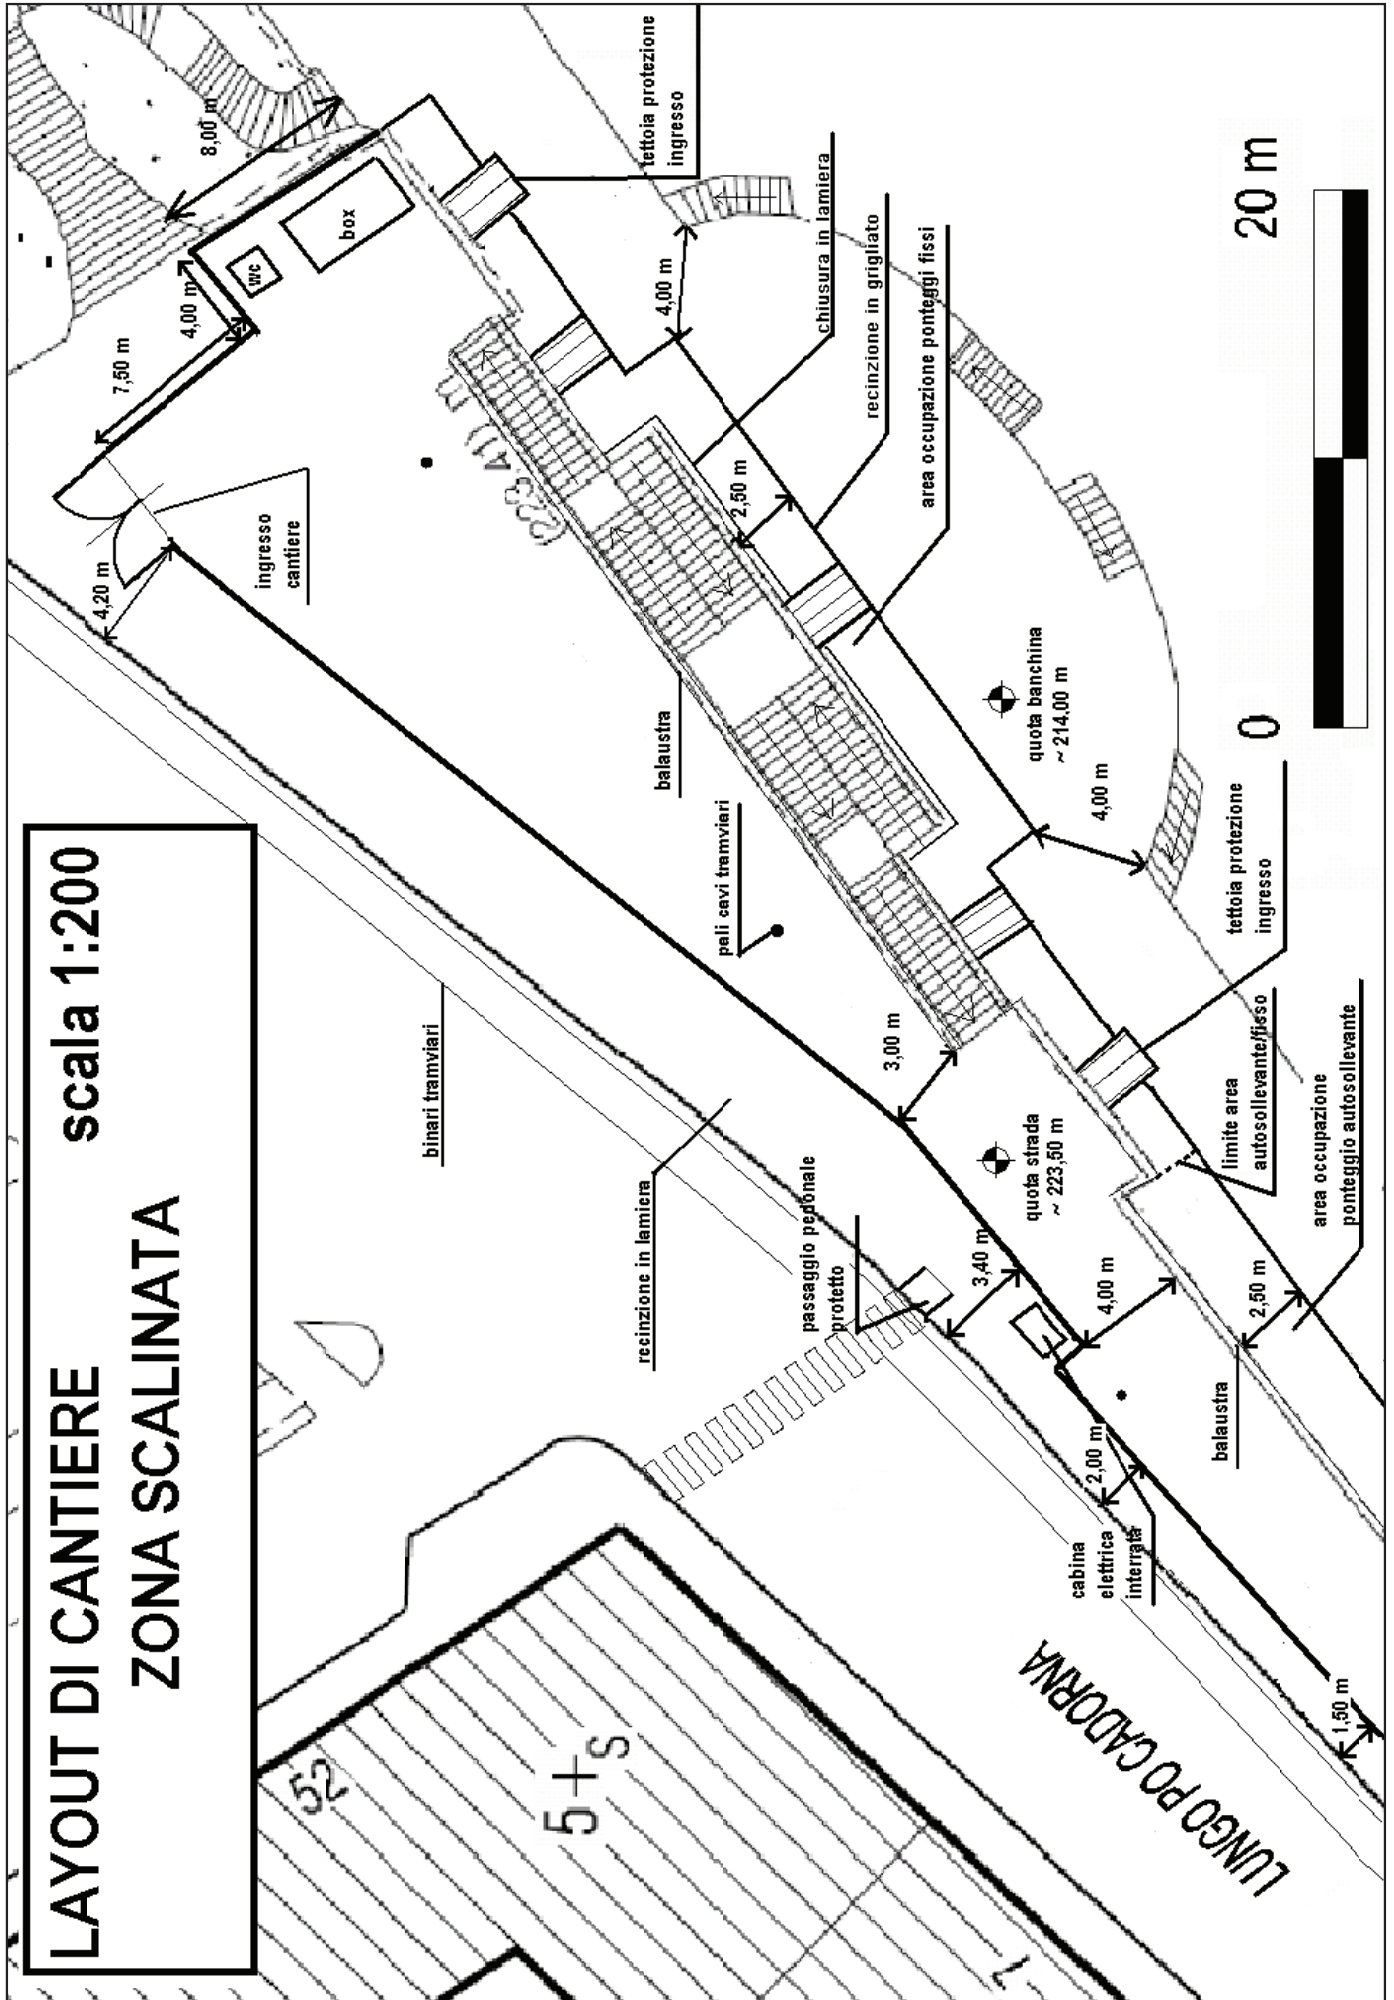 LAYOUT DI CANTIERE scala 1:200
ZONA SCALINATA
8,00 m
4,00 m
7,50 m
4,20 m
wc
box
ingresso
cantiere
tettoia protezione
ingresso
4,00 m
chiusura in lamiera
recinzione in grigliato
area occupazione ponteggi fissi
2,50 m
balaustra
pali cavi tramviari
binari tramviari
recinzione in lamiera
passaggio pedonale
protetto
quota banchina
~ 214,00 m
4,00 m
0
20 m
tettoia protezione
ingresso
3,00 m
quota strada
~ 223,50 m
limite area
autosollevante/fisso
area occupazione
ponteggio autosollevante
3,40 m
4,00 m
2,50 m
balaustra
2,00 m
cabina
elettrica
interrata
1,50 m
LUNGO PO CADORNA
52
5+s